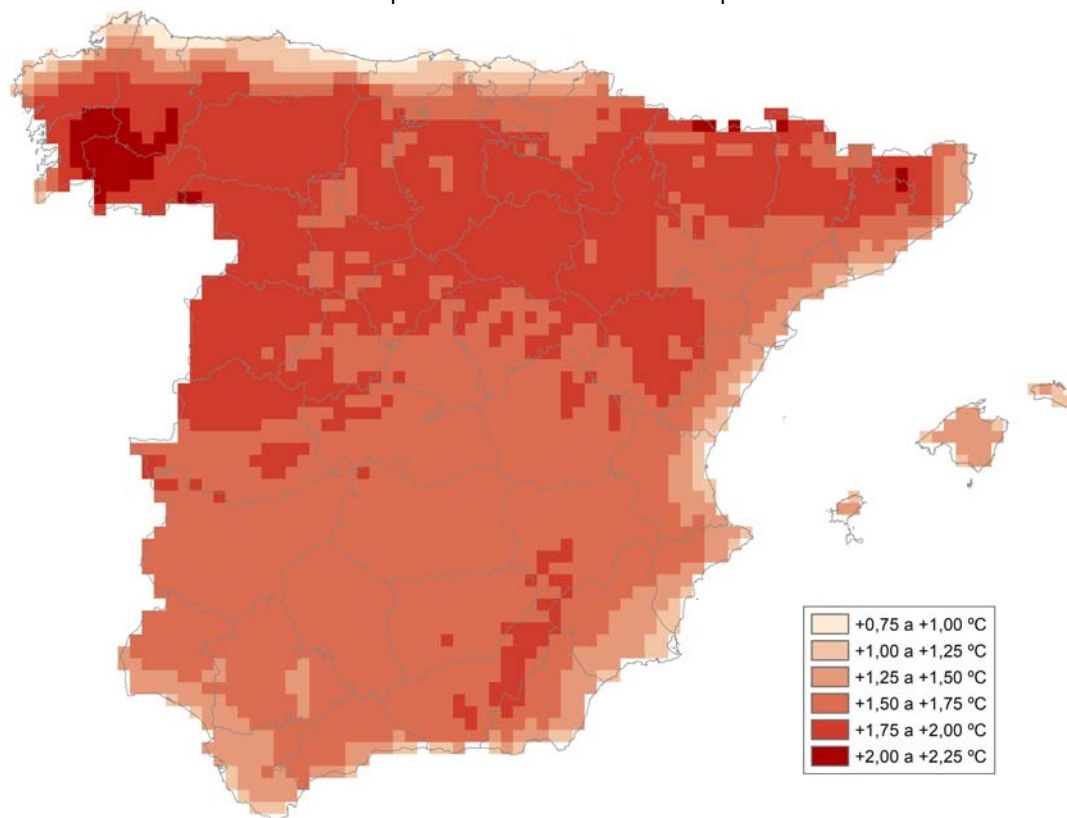 +0,75 a +1,00 ºC
+1,00 a +1,25 ºC
+1,25 a +1,50 ºC
+1,50 a +1,75 ºC
+1,75 a +2,00 ºC
+2,00 a +2,25 ºC